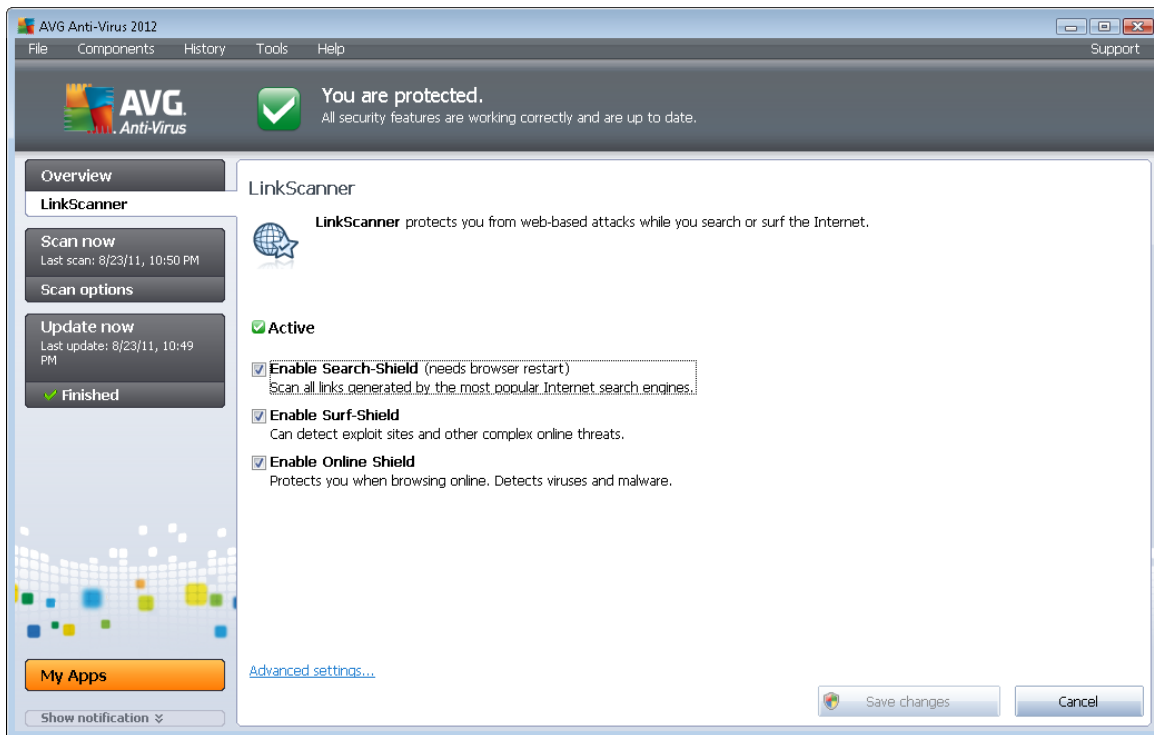 AVG Anti-Virus 2012
File Components History Tools Help Support
AVG.
Anti-Virus
You are protected.
All security features are working correctly and are up to date.
Overview
LinkScanner
Scan now
Last scan: 8/23/11, 10:50 PM
Scan options
Update now
Last update: 8/23/11, 10:49
PM
Finished
My Apps
Show notification
LinkScanner
LinkScanner protects you from web-based attacks while you search or surf the Internet.
Active
Enable Search-Shield (needs browser restart)
Scan all links generated by the most popular Internet search engines.
Enable Surf-Shield
Can detect exploit sites and other complex online threats.
Enable Online Shield
Protects you when browsing online. Detects viruses and malware.
Advanced settings...
Save changes
Cancel